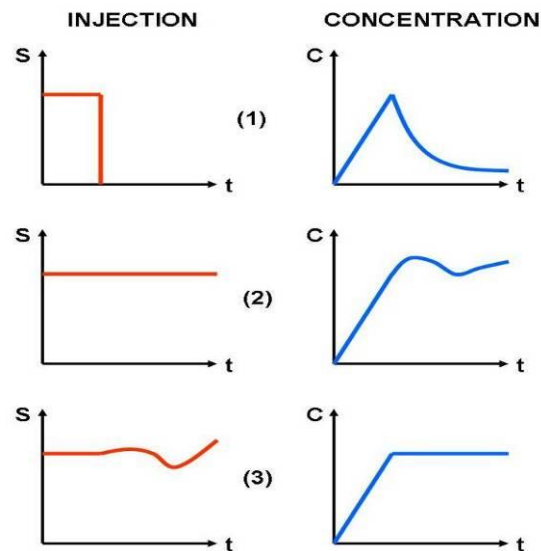 INJECTION CONCENTRATION
S C
(1)
t t
S C
(2)
t t
S C
(3)
t t